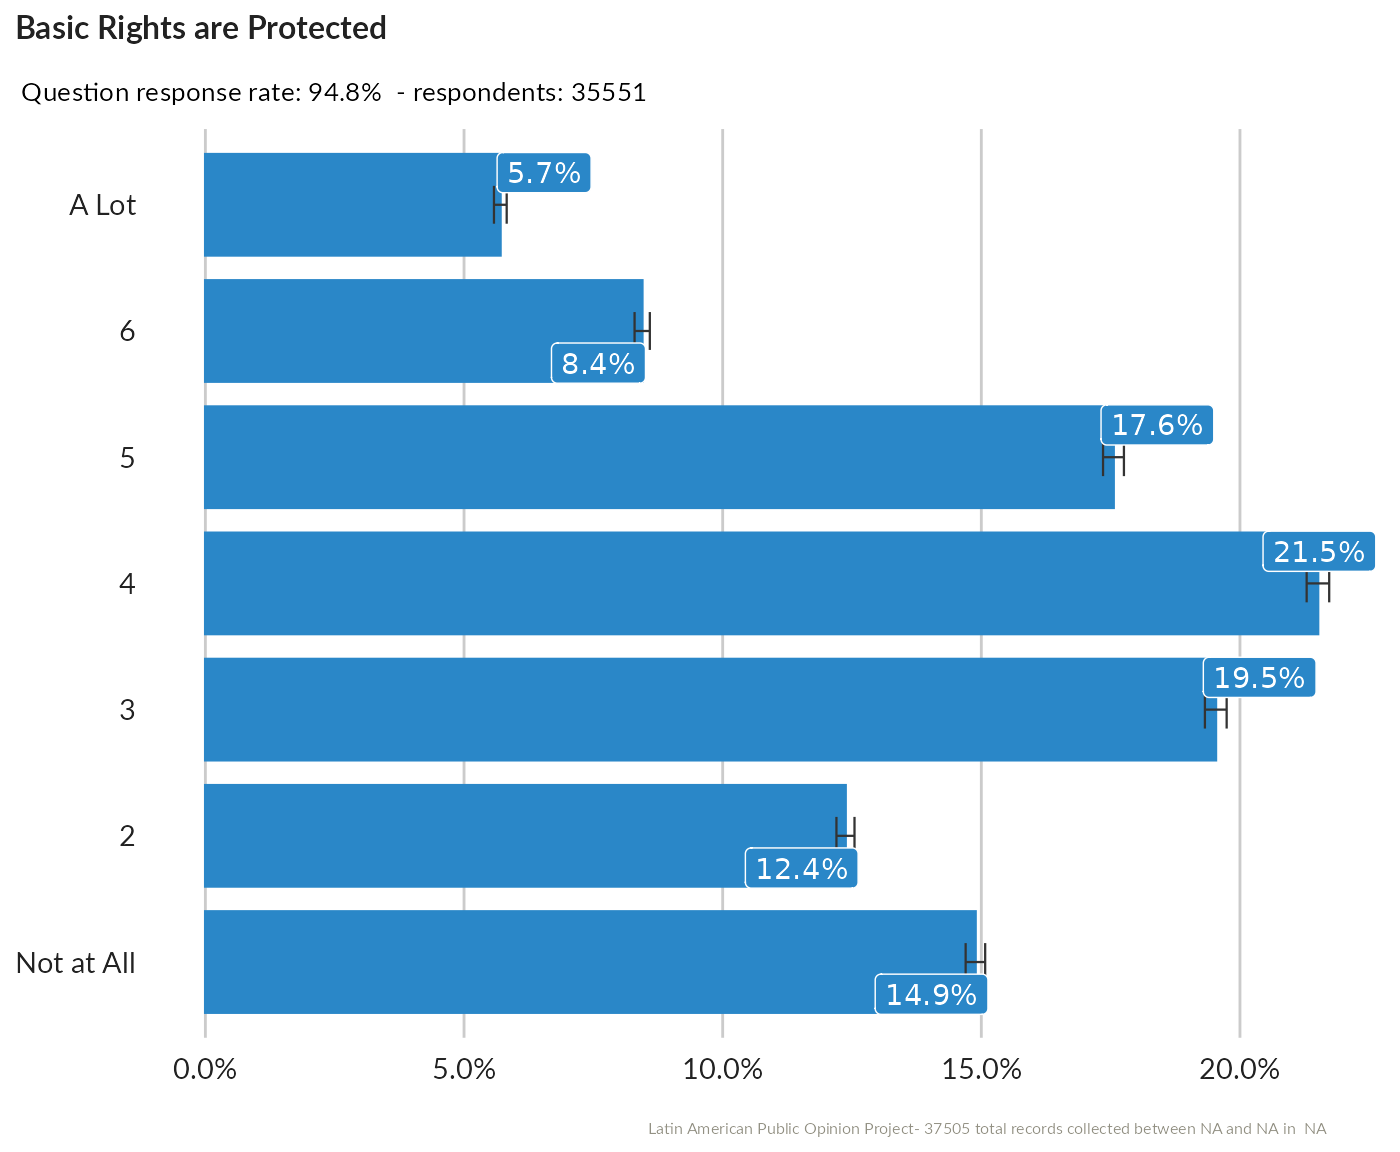 Basic Rights are Protected
Question response rate: 94.8% - respondents: 35551
A Lot
5.7%
6
8.4%
5
17.6%
4
21.5%
3
19.5%
2
12.4%
Not at All
14.9%
0.0% 5.0% 10.0% 15.0% 20.0%
Latin American Public Opinion Project- 37505 total records collected between NA and NA in NA